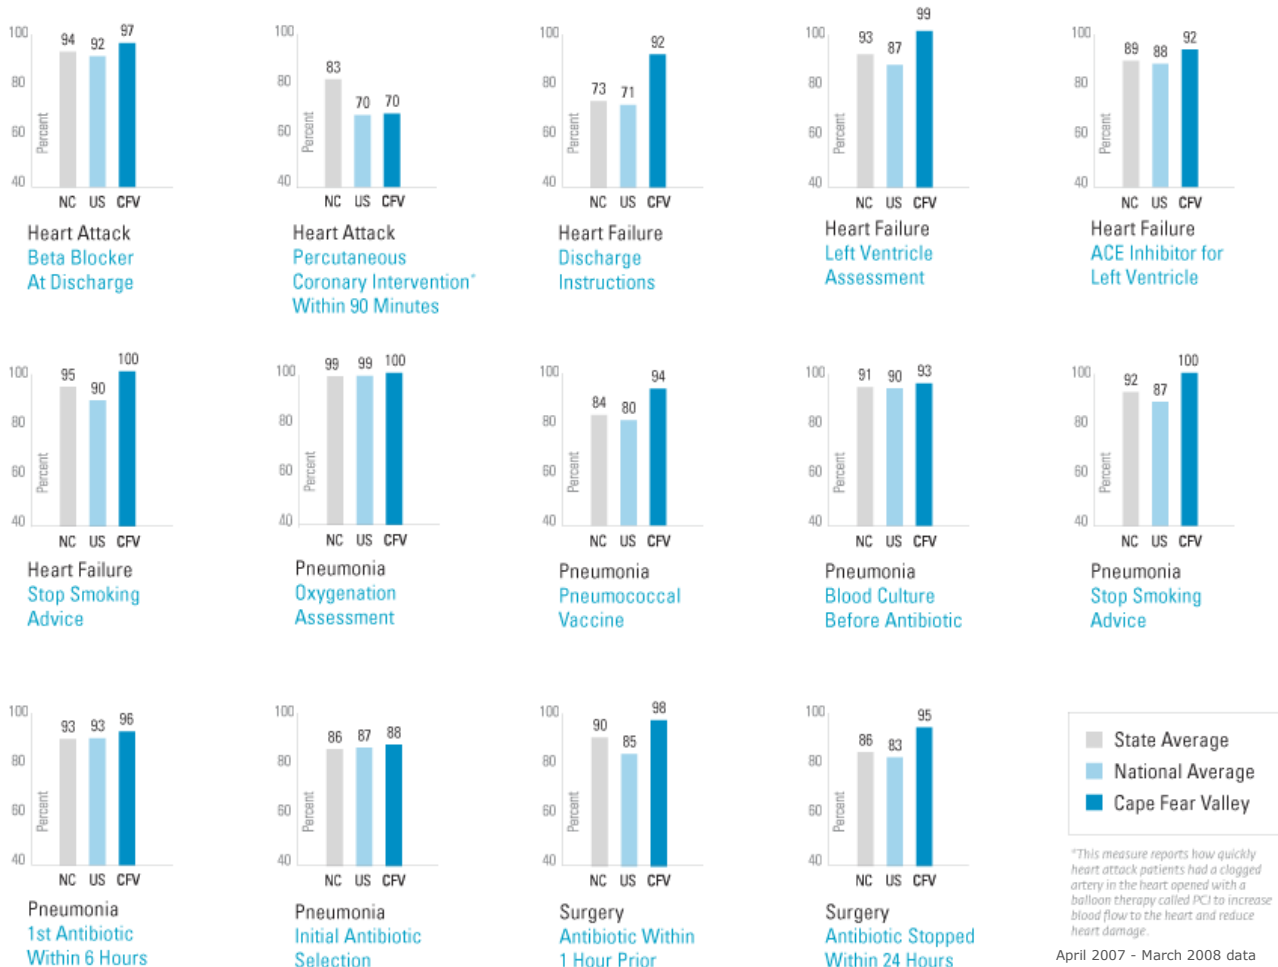 100
80
60
40
Percent
94
92
97
NC US CFV
Heart Attack
Beta Blocker
At Discharge
100
80
60
40
Percent
83
70
70
NC US CFV
Heart Attack
Percutaneous
Coronary Intervention*
Within 90 Minutes
100
80
60
40
Percent
73
71
92
NC US CFV
Heart Failure
Discharge
Instructions
100
80
60
40
Percent
93
87
99
NC US CFV
Heart Failure
Left Ventricle
Assessment
100
80
60
40
Percent
89
88
92
NC US CFV
Heart Failure
ACE Inhibitor for
Left Ventricle
100
80
60
40
Percent
95
90
100
NC US CFV
Heart Failure
Stop Smoking
Advice
100
80
60
40
Percent
99
99
100
NC US CFV
Pneumonia
Oxygenation
Assessment
100
80
60
40
Percent
84
80
94
NC US CFV
Pneumonia
Pneumococcal
Vaccine
100
80
60
40
Percent
91
90
93
NC US CFV
Pneumonia
Blood Culture
Before Antibiotic
100
80
60
40
Percent
92
87
100
NC US CFV
Pneumonia
Stop Smoking
Advice
100
80
60
40
Percent
93
93
96
NC US CFV
Pneumonia
1st Antibiotic
Within 6 Hours
100
80
60
40
Percent
86
87
88
NC US CFV
Pneumonia
Initial Antibiotic
Selection
100
80
60
40
Percent
90
85
98
NC US CFV
Surgery
Antibiotic Within
1 Hour Prior
100
80
60
40
Percent
86
83
95
NC US CFV
Surgery
Antibiotic Stopped
Within 24 Hours
State Average
National Average
Cape Fear Valley
*This measure reports how quickly
heart attack patients had a clogged
artery in the heart opened with a
balloon therapy called PCI to increase
blood flow to the heart and reduce
heart damage.
April 2007 - March 2008 data